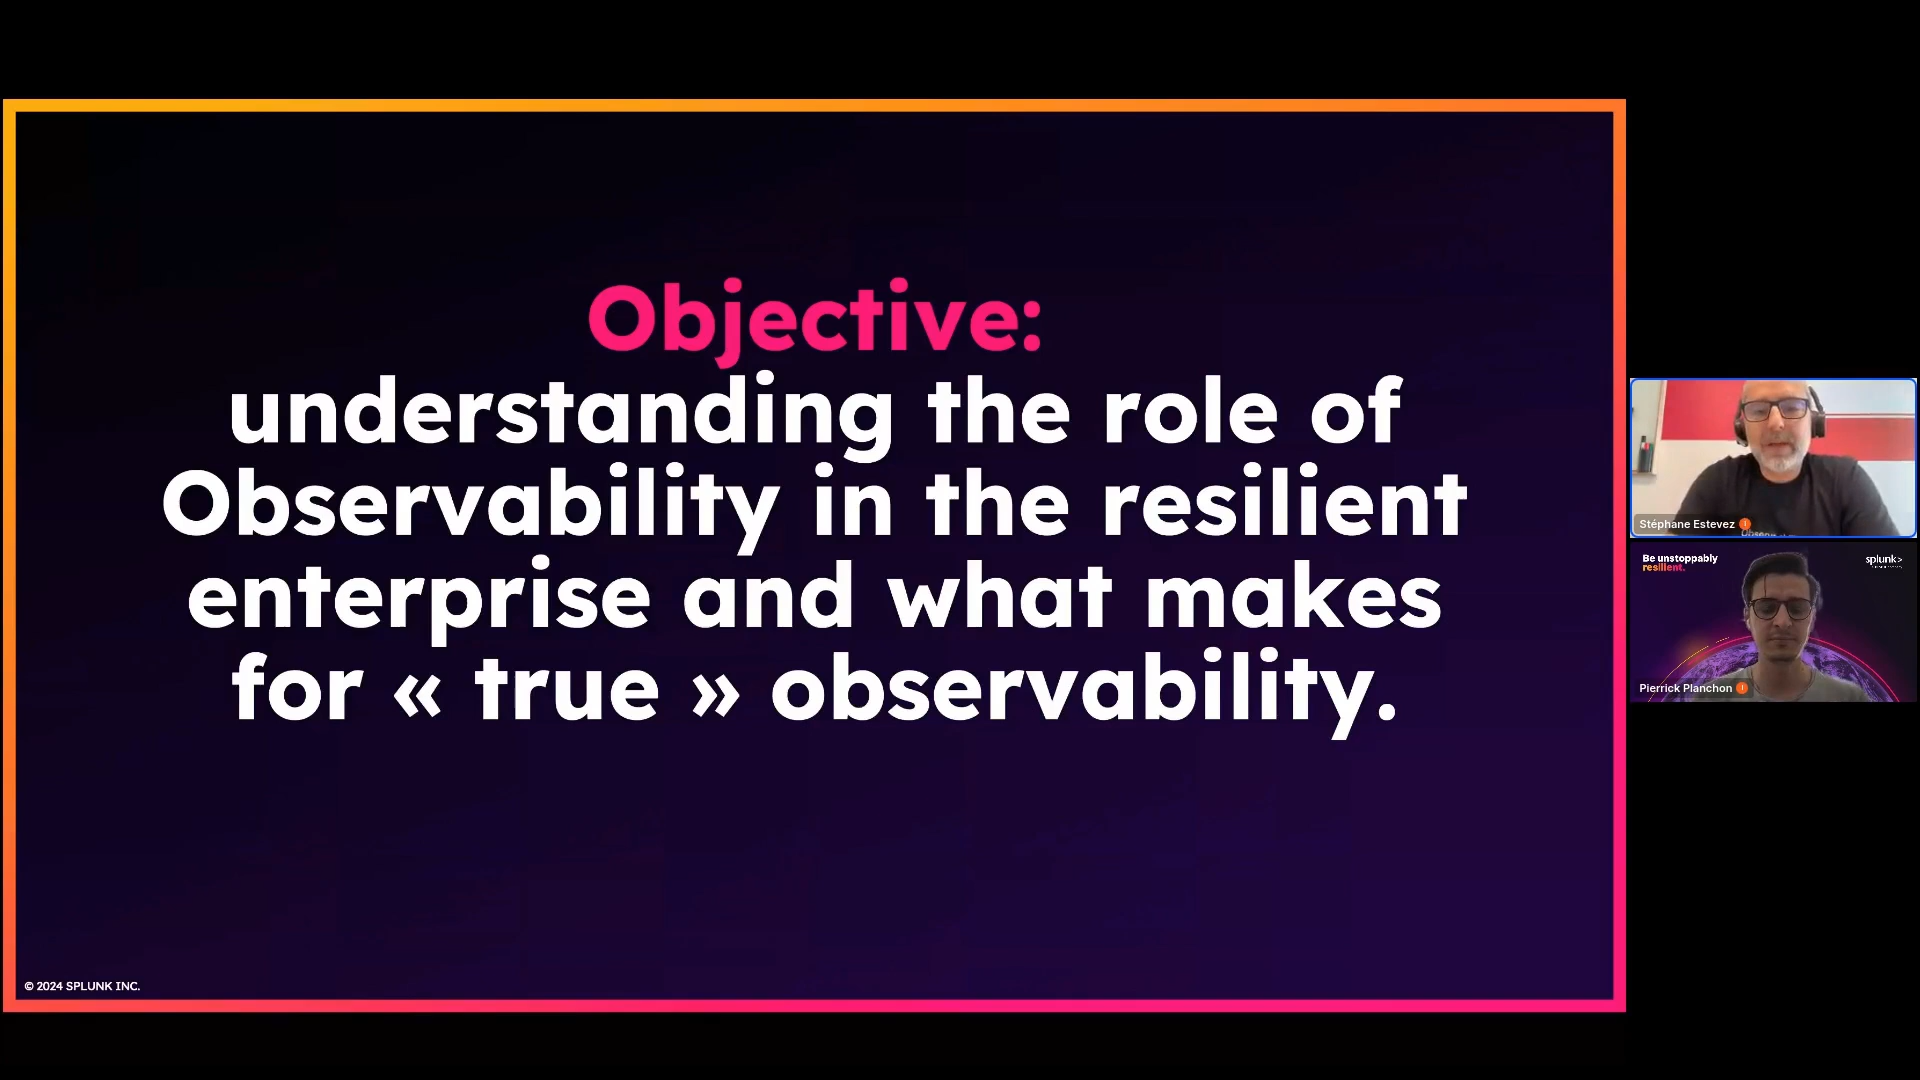 Objective:
understanding the role of
Observability in the resilient
enterprise and what makes
for « true » observability.
© 2024 SPLUNK INC.
Stéphane Estevez
Be unstoppably
resilient.
splunk>
Pierrick Planchon